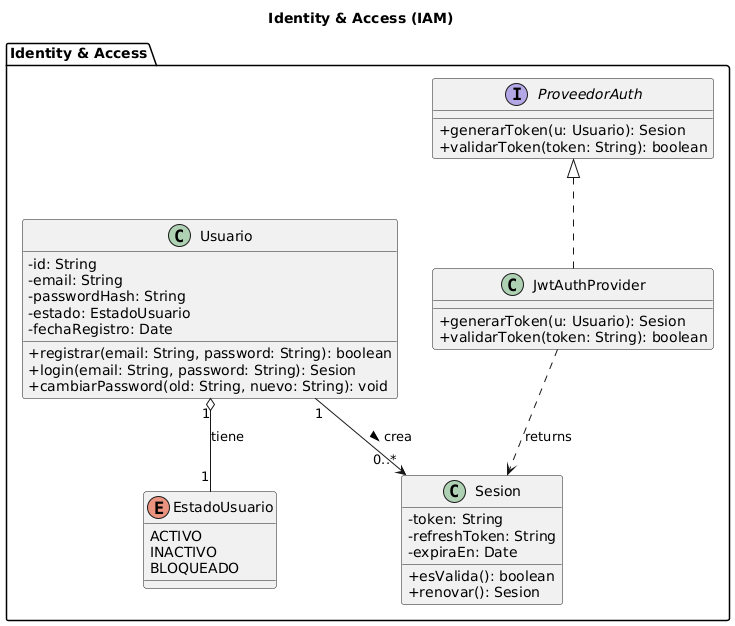 Identity & Access (IAM)
Identity & Access
I ProveedorAuth
+generarToken(u: Usuario): Sesion
+validarToken(token: String): boolean
C Usuario
-id: String
-email: String
-passwordHash: String
-estado: EstadoUsuario
-fechaRegistro: Date
+registrar(email: String, password: String): boolean
+login(email: String, password: String): Sesion
+cambiarPassword(old: String, nuevo: String): void
C JwtAuthProvider
+generarToken(u: Usuario): Sesion
+validarToken(token: String): boolean
1
tiene
1
1
crea
0..*
returns
E EstadoUsuario
ACTIVO
INACTIVO
BLOQUEADO
C Sesion
-token: String
-refreshToken: String
-expiraEn: Date
+esValida(): boolean
+renovar(): Sesion